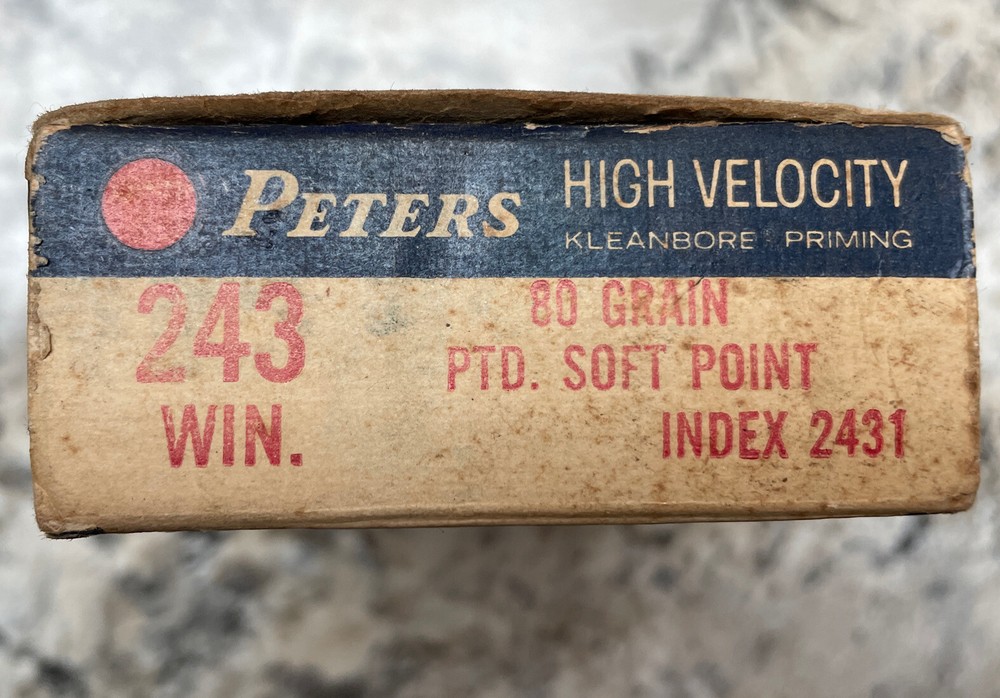 PETERS HIGH VELOCITY
KLEANBORE PRIMING
243 80 GRAIN
PTD. SOFT POINT
WIN. INDEX 2431